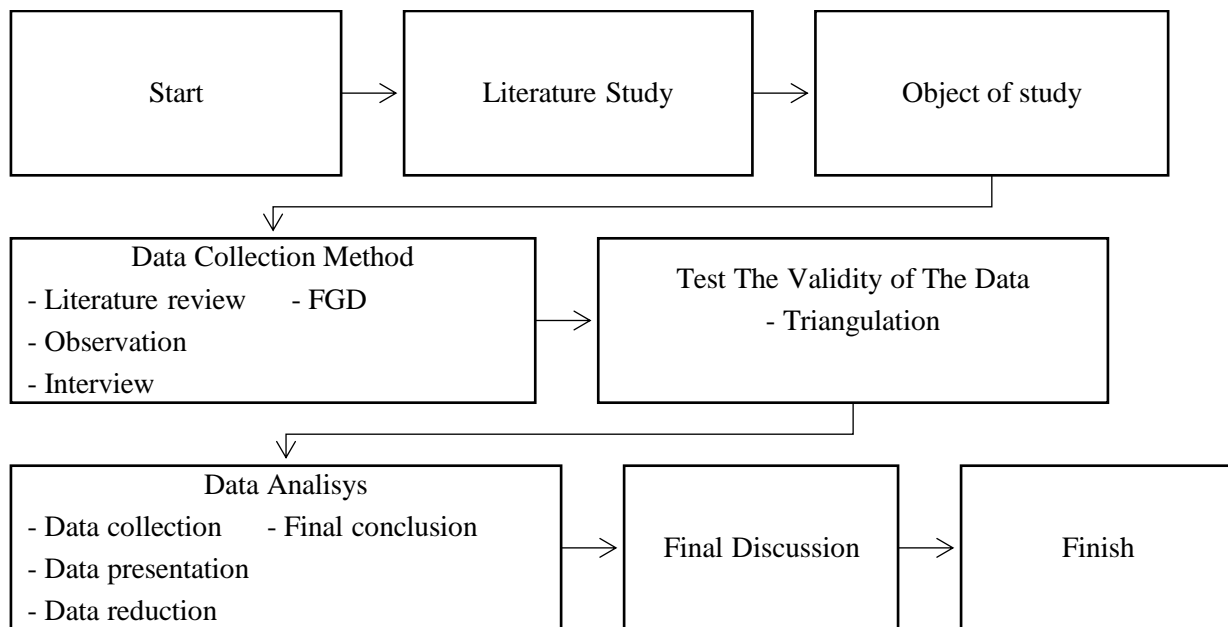 Start
Literature Study
Object of study
Data Collection Method
- Literature review - FGD
- Observation
- Interview
Test The Validity of The Data
- Triangulation
Data Analisys
- Data collection - Final conclusion
- Data presentation
- Data reduction
Final Discussion
Finish